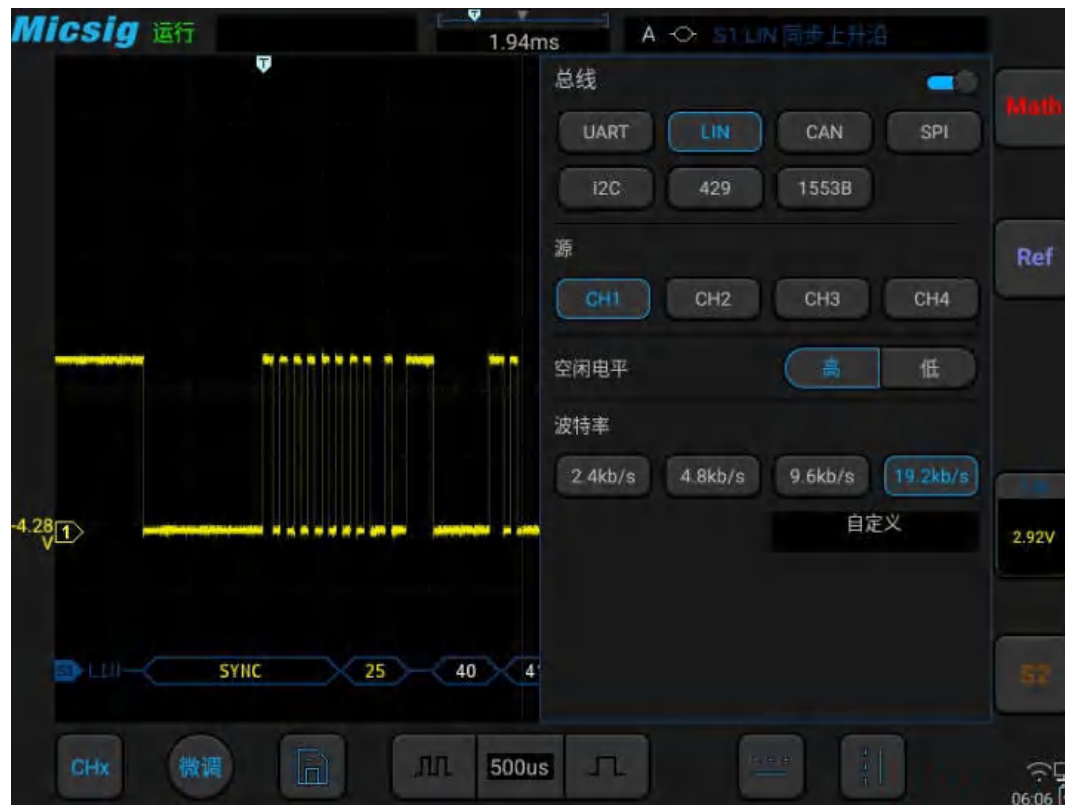 Micsig 运行
T
1.94ms
A S1 LIN 同步上升沿
T
总线
Math
UART LIN CAN SPI
I2C 429 1553B
源
Ref
CH1 CH2 CH3 CH4
空闲电平 高 低
波特率
2.4kb/s 4.8kb/s 9.6kb/s 19.2kb/s
-4.28
V
1
自定义
2.92V
S1 LIN SYNC 25 40 41
S2
CHx 微调 500us
06:06